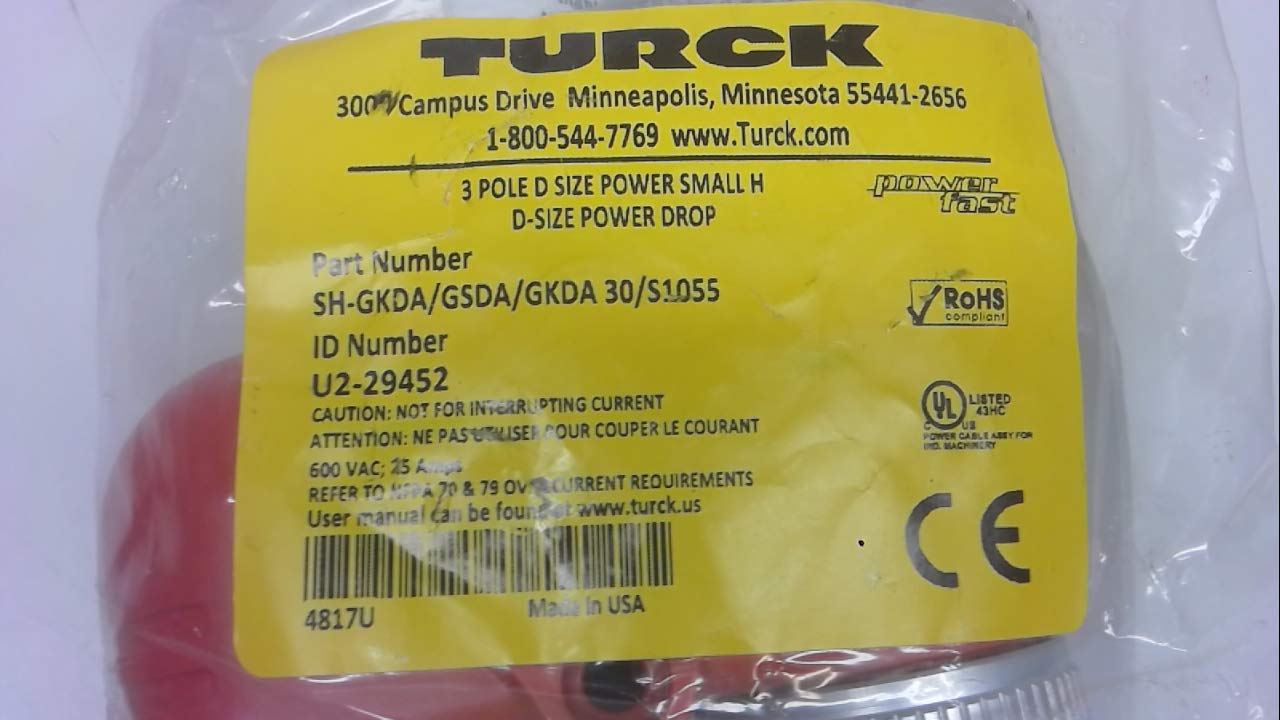 TURCK
3000 Campus Drive Minneapolis, Minnesota 55441-2656
1-800-544-7769 www.Turck.com
3 POLE D SIZE POWER SMALL H
D-SIZE POWER DROP
power
fast
Part Number
SH-GKDA/GSDA/GKDA 30/S1055
RoHS
compliant
ID Number
U2-29452
CAUTION: NOT FOR INTERRUPTING CURRENT
ATTENTION: NE PAS UTILISER POUR COUPER LE COURANT
UL LISTED
43HC
C US
POWER CABLE ASSY FOR
IND. MACHINERY
600 VAC; 25 Amps
REFER TO NFPA 70 & 79 OVERCURRENT REQUIREMENTS
User manual can be found at www.turck.us
CE
4817U
Made in USA